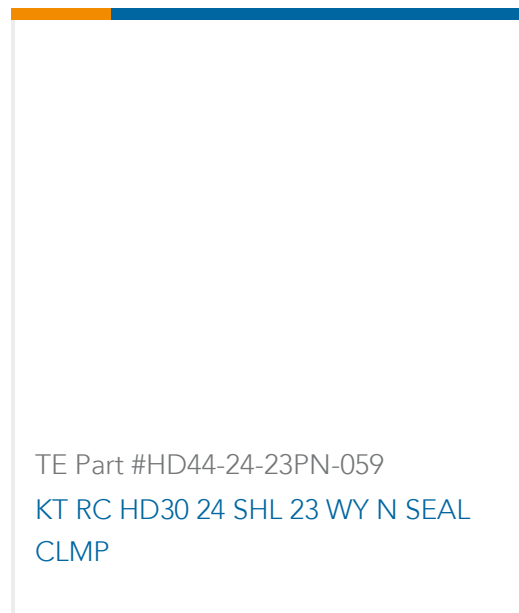 TE Part #HD44-24-23PN-059
KT RC HD30 24 SHL 23 WY N SEAL
CLMP